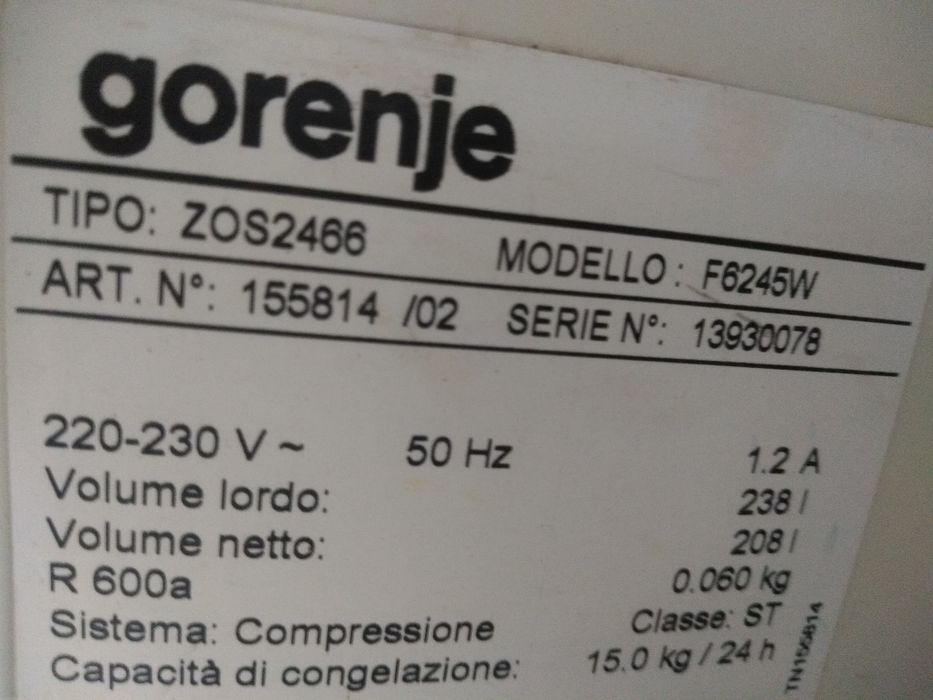 gorenje
TIPO: ZOS2466 MODELLO: F6245W
ART. N°: 155814 /02 SERIE N°: 13930078
220-230 V ~ 50 Hz 1.2 A
Volume lordo: 238 l
Volume netto: 208 l
R 600a 0.060 kg
Sistema: Compressione Classe: ST
Capacità di congelazione: 15.0 kg / 24 h
TN155814